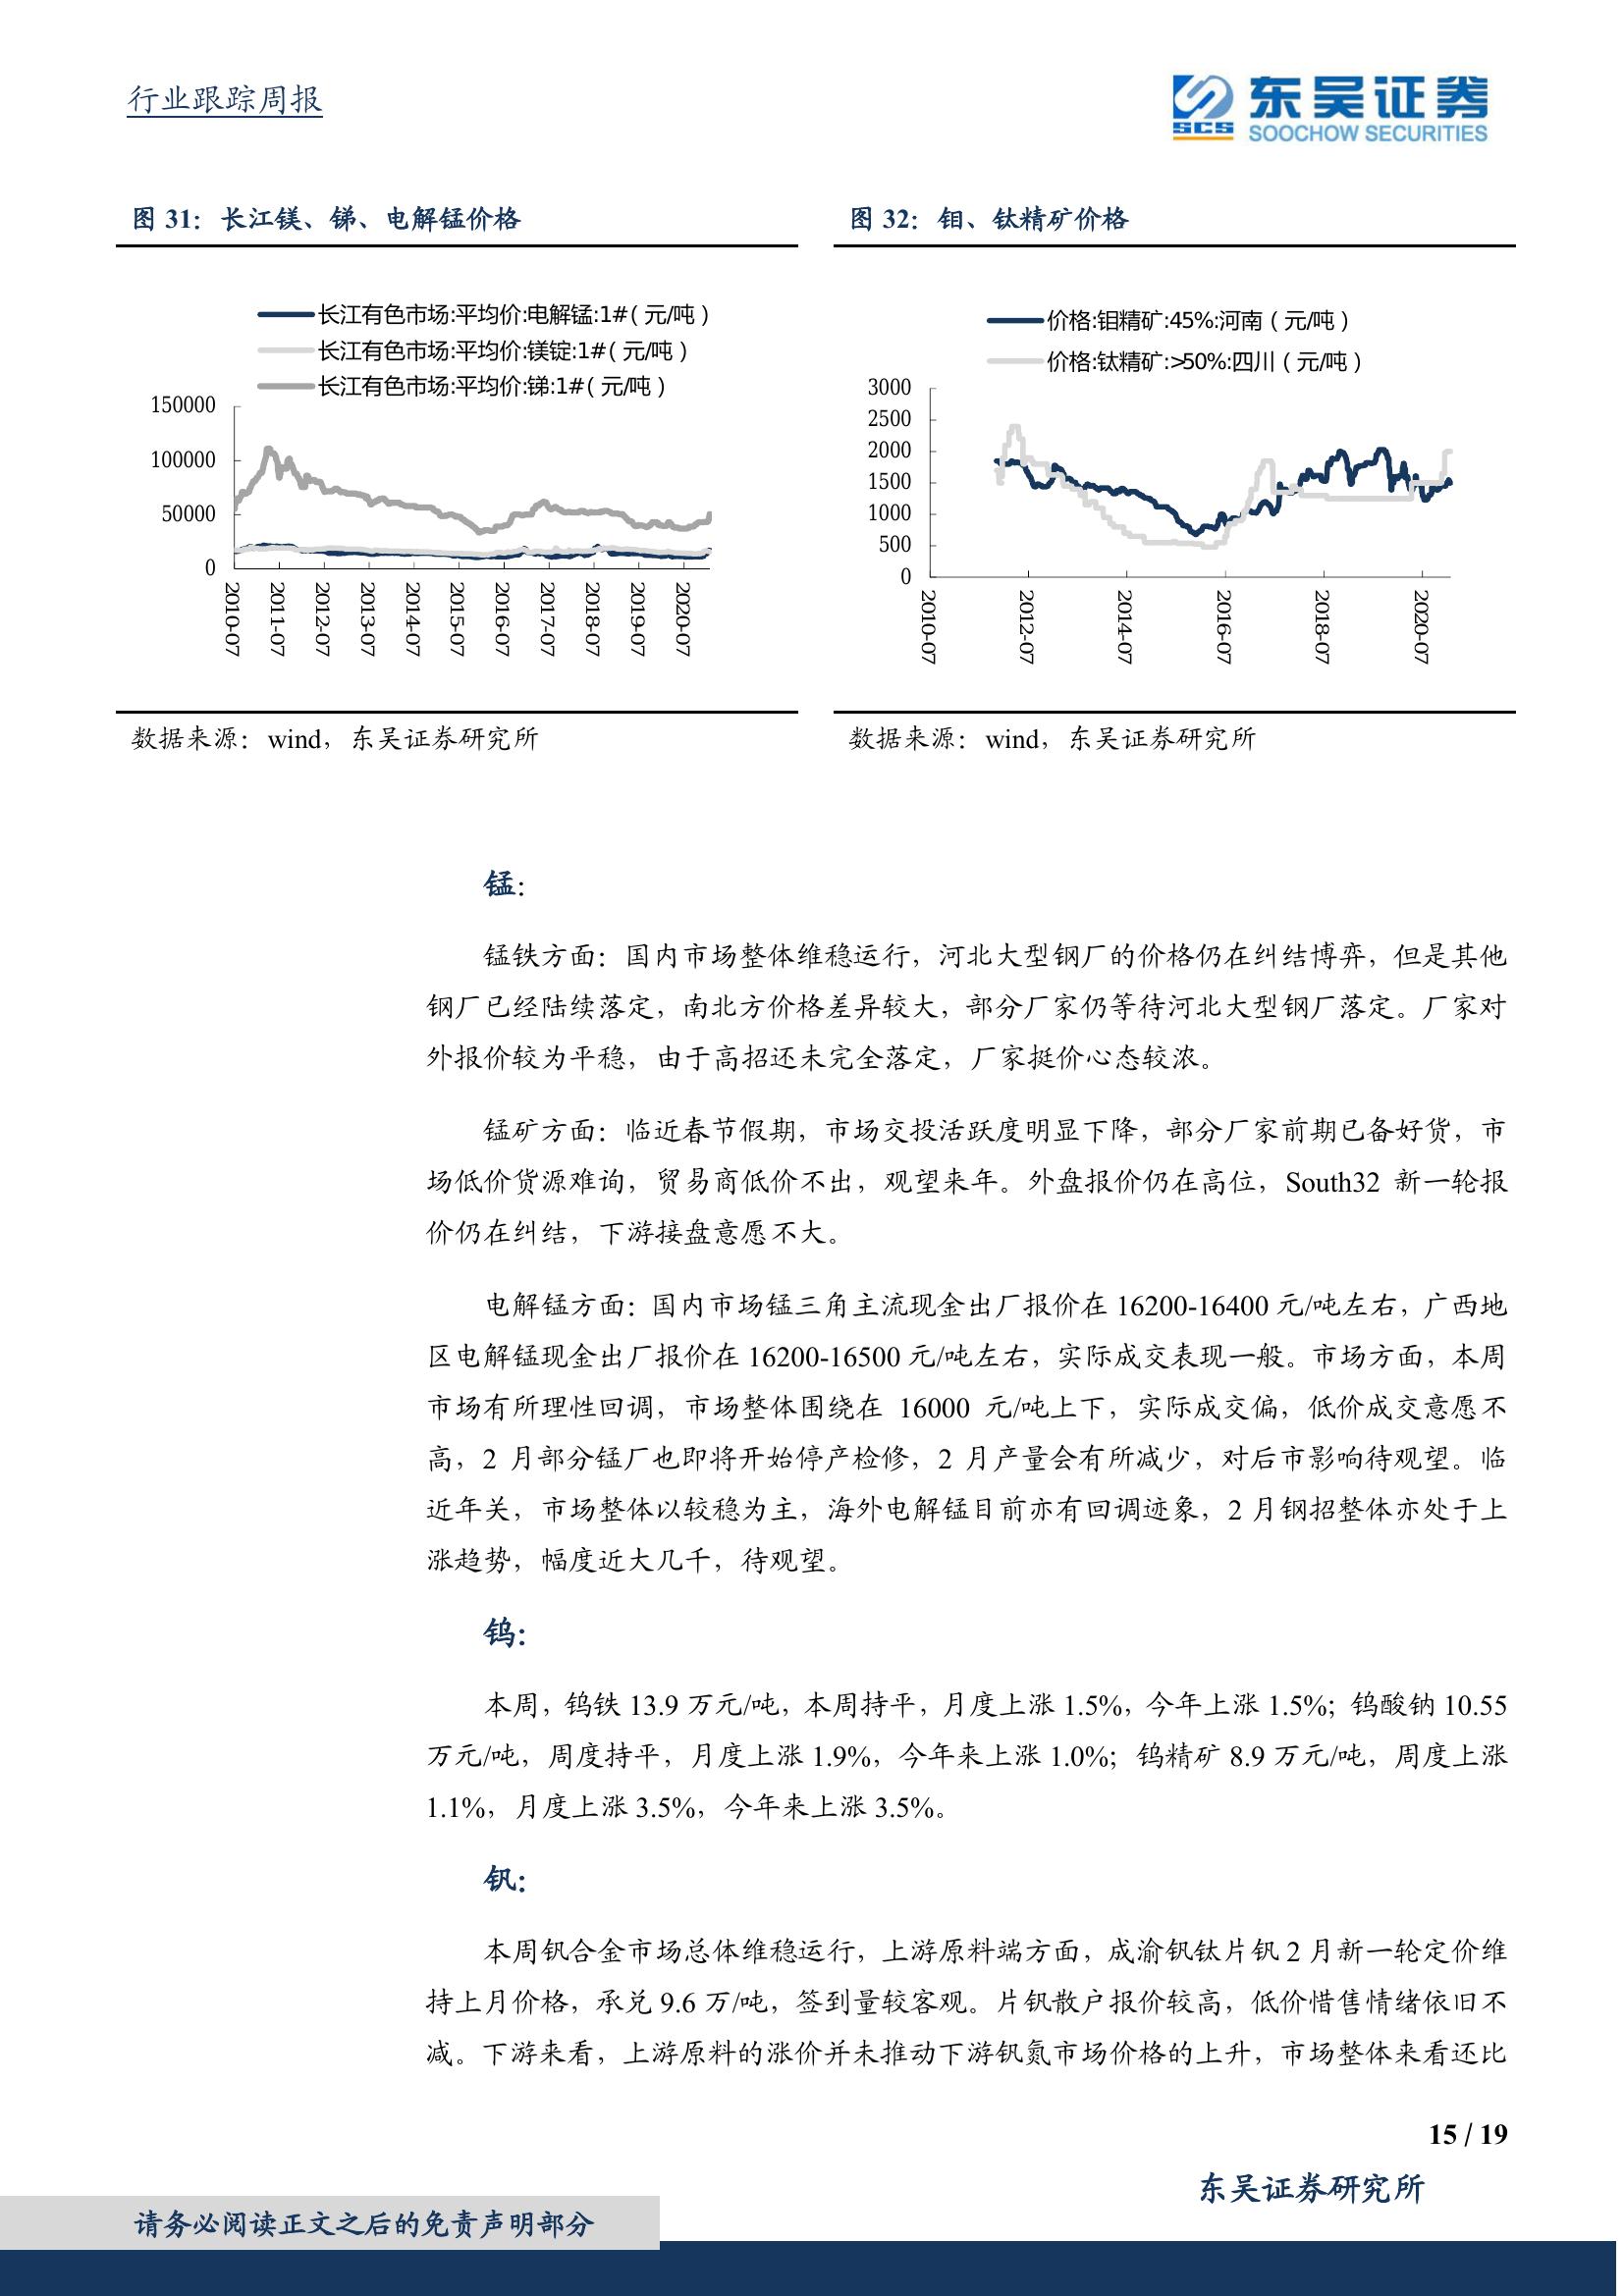 行业跟踪周报
东吴证券
SCS
SOOCHOW SECURITIES
图 31：长江镁、锑、电解锰价格
长江有色市场:平均价:电解锰:1#（元/吨）
长江有色市场:平均价:镁锭:1#（元/吨）
长江有色市场:平均价:锑:1#（元/吨）
150000
100000
50000
0
2010-07
2011-07
2012-07
2013-07
2014-07
2015-07
2016-07
2017-07
2018-07
2019-07
2020-07
数据来源：wind，东吴证券研究所
图 32：钼、钛精矿价格
价格:钼精矿:45%:河南（元/吨）
价格:钛精矿:>50%:四川（元/吨）
3000
2500
2000
1500
1000
500
0
2010-07
2012-07
2014-07
2016-07
2018-07
2020-07
数据来源：wind，东吴证券研究所
锰：
锰铁方面：国内市场整体维稳运行，河北大型钢厂的价格仍在纠结博弈，但是其他
钢厂已经陆续落定，南北方价格差异较大，部分厂家仍等待河北大型钢厂落定。厂家对
外报价较为平稳，由于高招还未完全落定，厂家挺价心态较浓。
锰矿方面：临近春节假期，市场交投活跃度明显下降，部分厂家前期已备好货，市
场低价货源难询，贸易商低价不出，观望来年。外盘报价仍在高位，South32 新一轮报
价仍在纠结，下游接盘意愿不大。
电解锰方面：国内市场锰三角主流现金出厂报价在 16200-16400 元/吨左右，广西地
区电解锰现金出厂报价在 16200-16500 元/吨左右，实际成交表现一般。市场方面，本周
市场有所理性回调，市场整体围绕在 16000 元/吨上下，实际成交偏，低价成交意愿不
高，2 月部分锰厂也即将开始停产检修，2 月产量会有所减少，对后市影响待观望。临
近年关，市场整体以较稳为主，海外电解锰目前亦有回调迹象，2 月钢招整体亦处于上
涨趋势，幅度近大几千，待观望。
钨：
本周，钨铁 13.9 万元/吨，本周持平，月度上涨 1.5%，今年上涨 1.5%；钨酸钠 10.55
万元/吨，周度持平，月度上涨 1.9%，今年来上涨 1.0%；钨精矿 8.9 万元/吨，周度上涨
1.1%，月度上涨 3.5%，今年来上涨 3.5%。
钒：
本周钒合金市场总体维稳运行，上游原料端方面，成渝钒钛片钒 2 月新一轮定价维
持上月价格，承兑 9.6 万/吨，签到量较客观。片钒散户报价较高，低价惜售情绪依旧不
减。下游来看，上游原料的涨价并未推动下游钒氮市场价格的上升，市场整体来看还比
15 / 19
东吴证券研究所
请务必阅读正文之后的免责声明部分